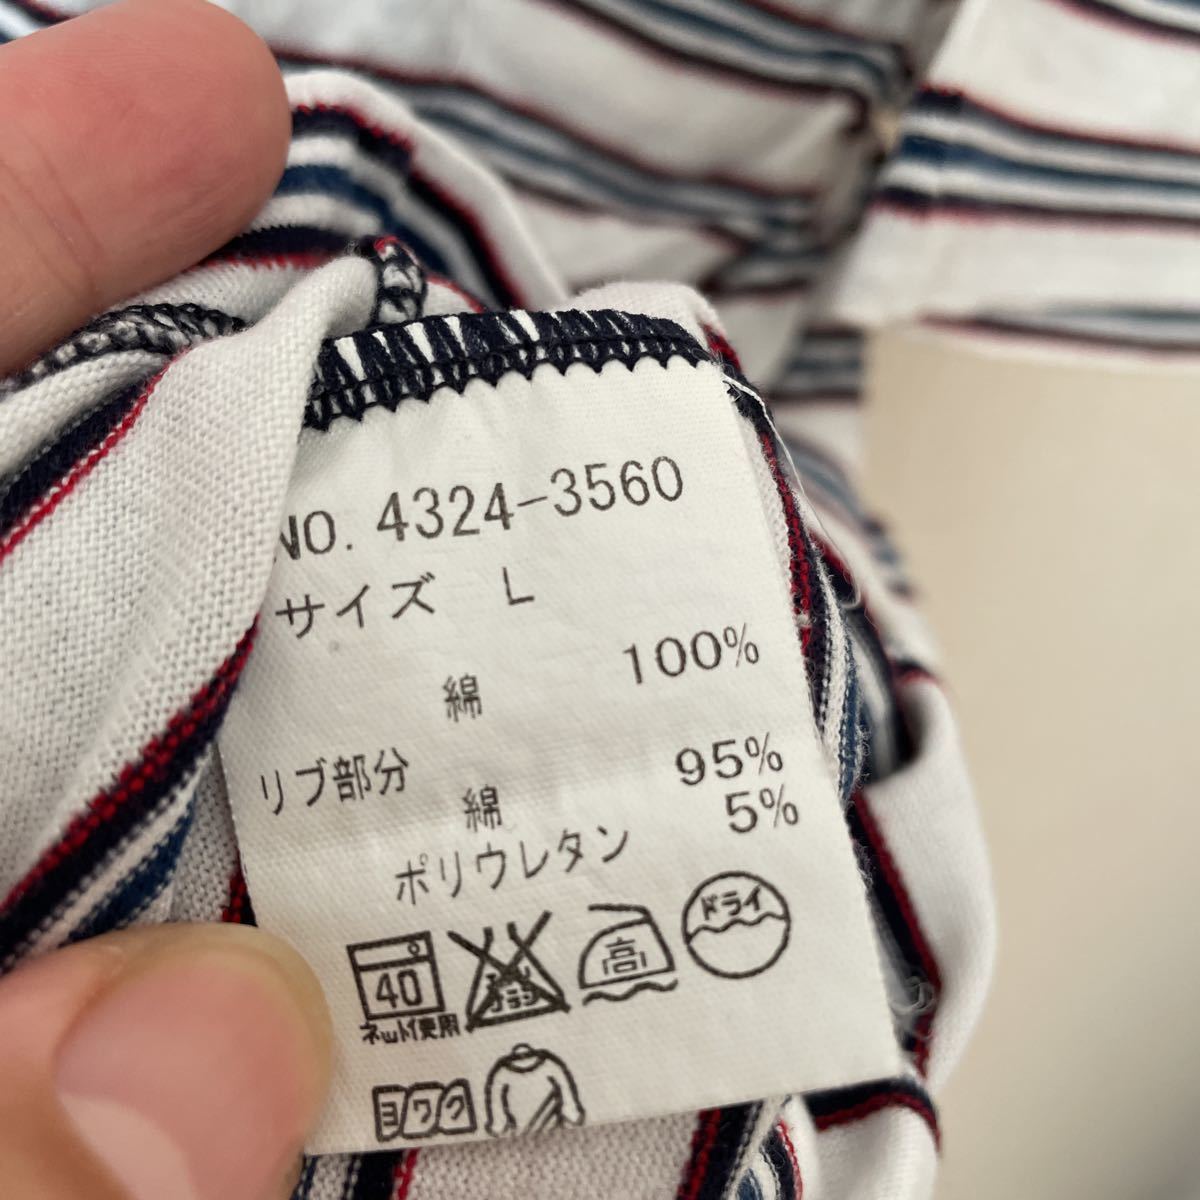 NO. 4324-3560
サイズ L
綿 100%
リブ部分
綿 95%
ポリウレタン 5%
40 高 ドライ
ネット使用
ヨワク